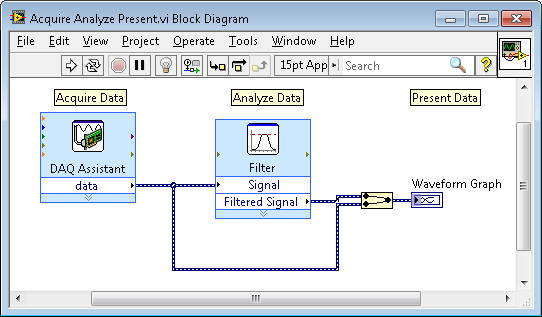 Acquire Analyze Present.vi Block Diagram
File Edit View Project Operate Tools Window Help
15pt App Search ? 1
Acquire Data Analyze Data Present Data
DAQ Assistant Filter
data Signal Waveform Graph
Filtered Signal